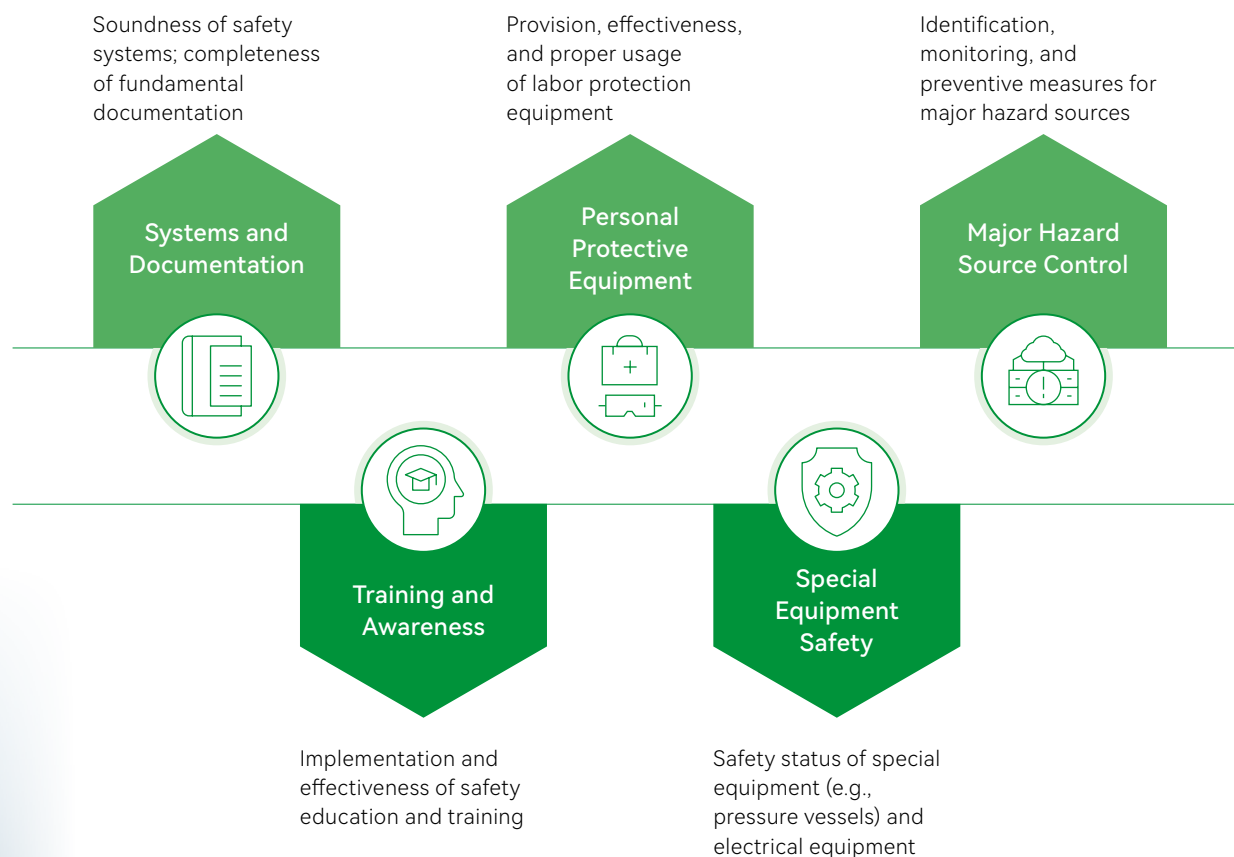 Soundness of safety
systems; completeness
of fundamental
documentation
Systems and
Documentation
Provision, effectiveness,
and proper usage
of labor protection
equipment
Personal
Protective
Equipment
Identification,
monitoring, and
preventive measures for
major hazard sources
Major Hazard
Source Control
Training and
Awareness
Implementation and
effectiveness of safety
education and training
Special
Equipment
Safety
Safety status of special
equipment (e.g.,
pressure vessels) and
electrical equipment